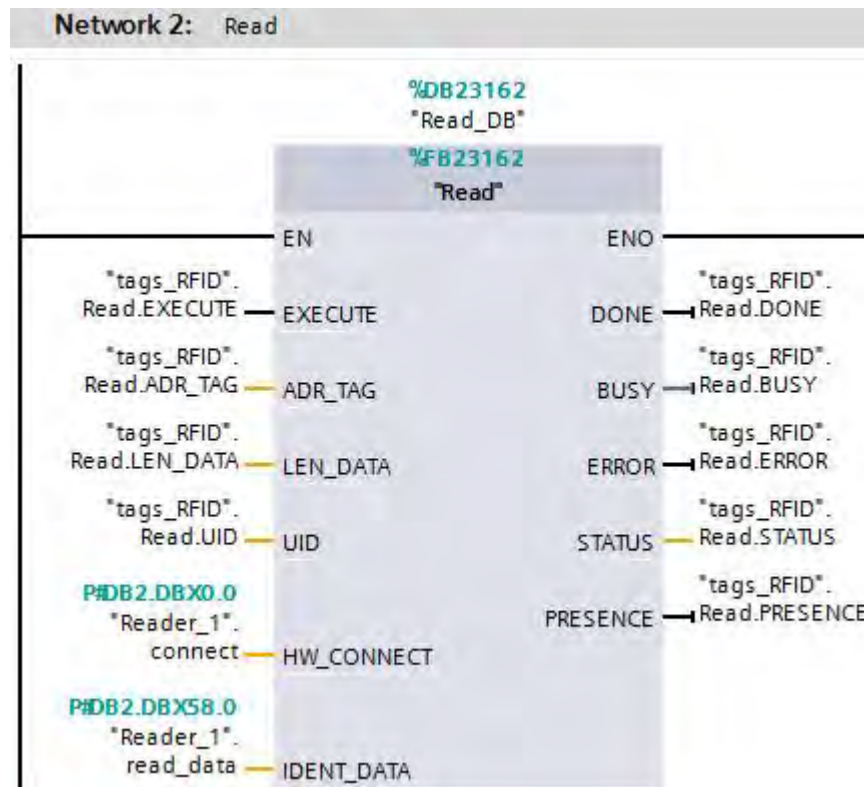 Network 2: Read
%DB23162
"Read_DB"
%FB23162
"Read"
EN ENO
"tags_RFID".
Read.EXECUTE EXECUTE
"tags_RFID".
DONE Read.DONE
"tags_RFID".
Read.ADR_TAG ADR_TAG
"tags_RFID".
BUSY Read.BUSY
"tags_RFID".
Read.LEN_DATA LEN_DATA
"tags_RFID".
ERROR Read.ERROR
"tags_RFID".
Read.UID UID
"tags_RFID".
STATUS Read.STATUS
P#DB2.DBX0.0
"Reader_1".
connect HW_CONNECT
"tags_RFID".
PRESENCE Read.PRESENCE
P#DB2.DBX58.0
"Reader_1".
read_data IDENT_DATA